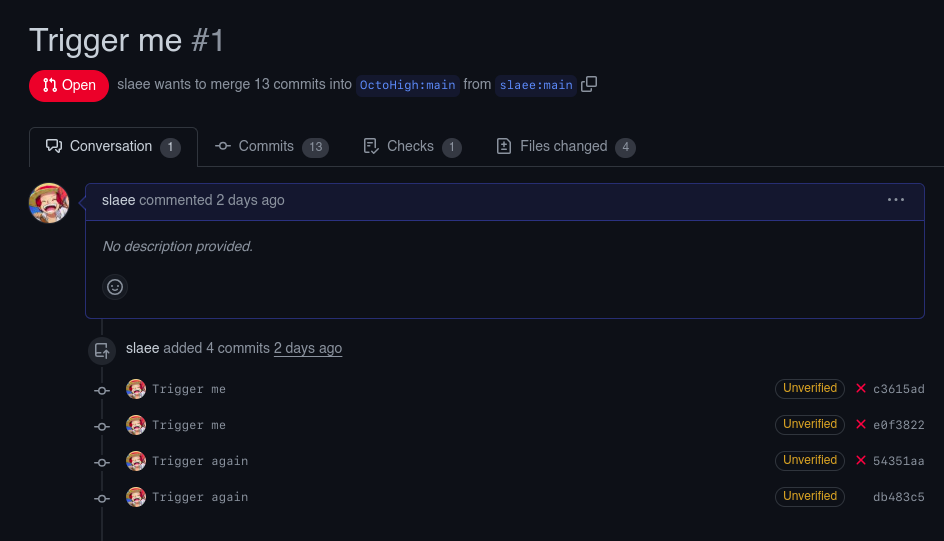 Trigger me #1
Open slaee wants to merge 13 commits into OctoHigh:main from slaee:main
Conversation 1 Commits 13 Checks 1 Files changed 4
slaee commented 2 days ago
No description provided.
slaee added 4 commits 2 days ago
Trigger me Unverified c3615ad
Trigger me Unverified e0f3822
Trigger again Unverified 54351aa
Trigger again Unverified db483c5